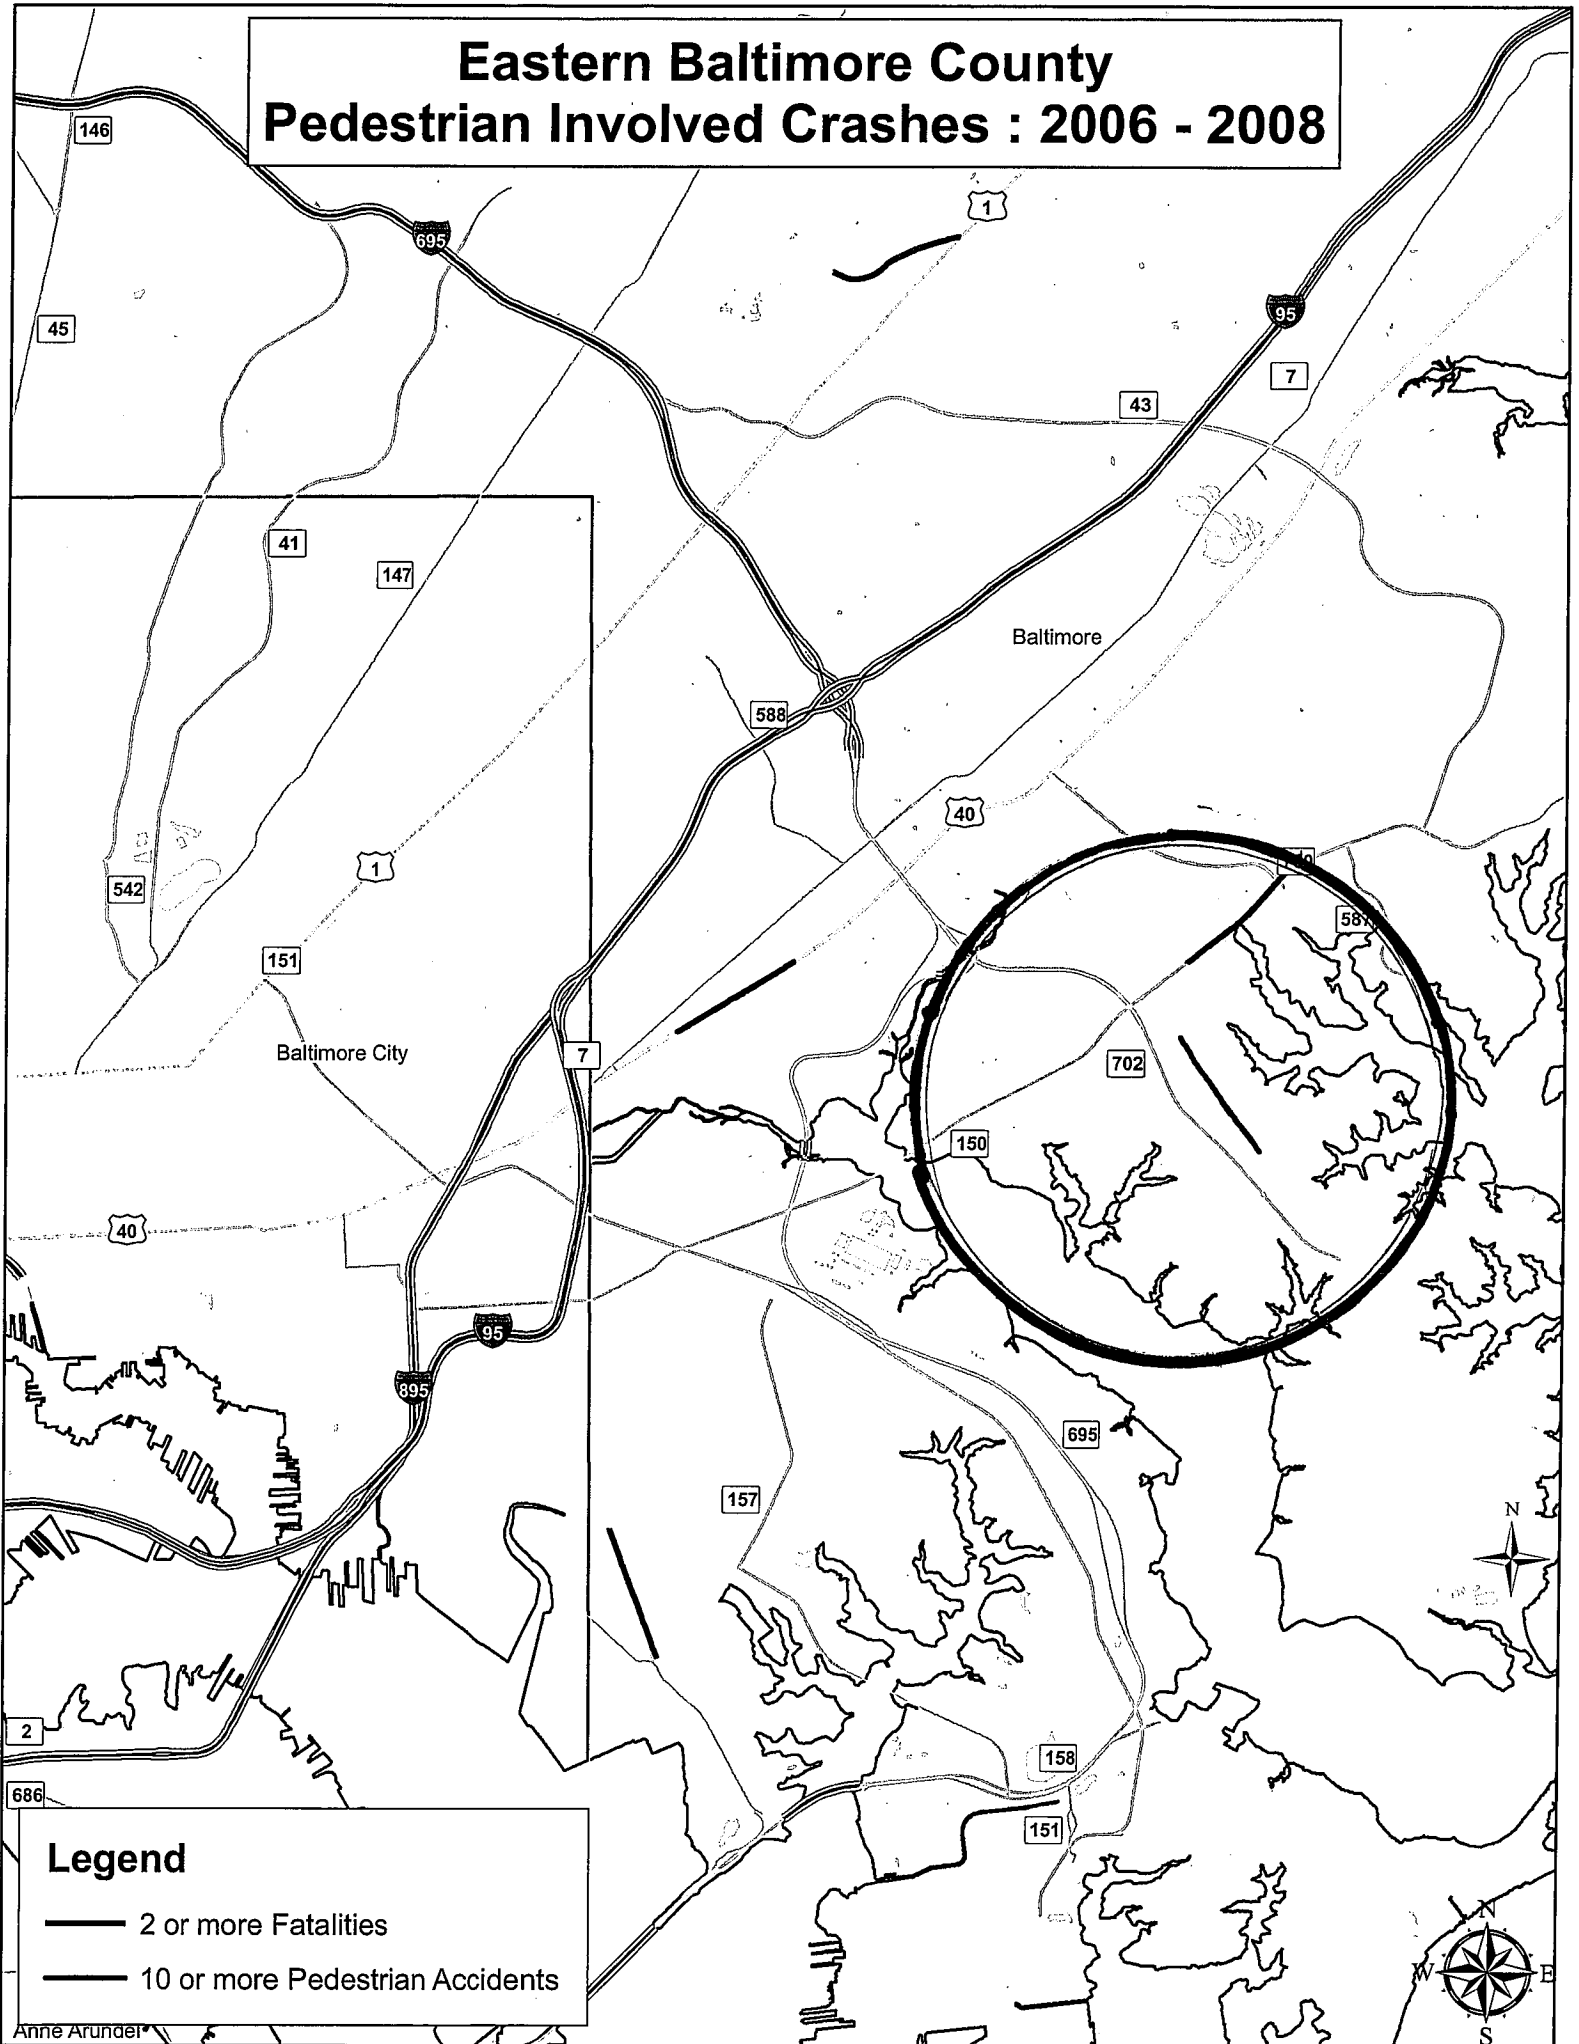 Eastern Baltimore County
Pedestrian Involved Crashes : 2006 - 2008
146
1
695
45
95
7
43
41
147
Baltimore
588
40
1
542
587
151
Baltimore City
7
702
150
40
95
895
695
157
N
2
158
686
151
Legend
2 or more Fatalities
10 or more Pedestrian Accidents
N
W
E
S
Anne Arundel